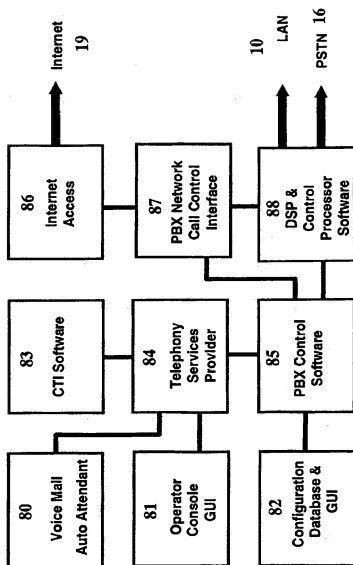 80
Voice Mail
Auto Attendant
83
CTI Software
86
Internet
Access
Internet
19
81
Operator
Console
GUI
84
Telephony
Services
Provider
87
PBX Network
Call Control
Interface
82
Configuration
Database &
GUI
85
PBX Control
Software
88
DSP &
Control
Processor
Software
10
LAN
PSTN 16